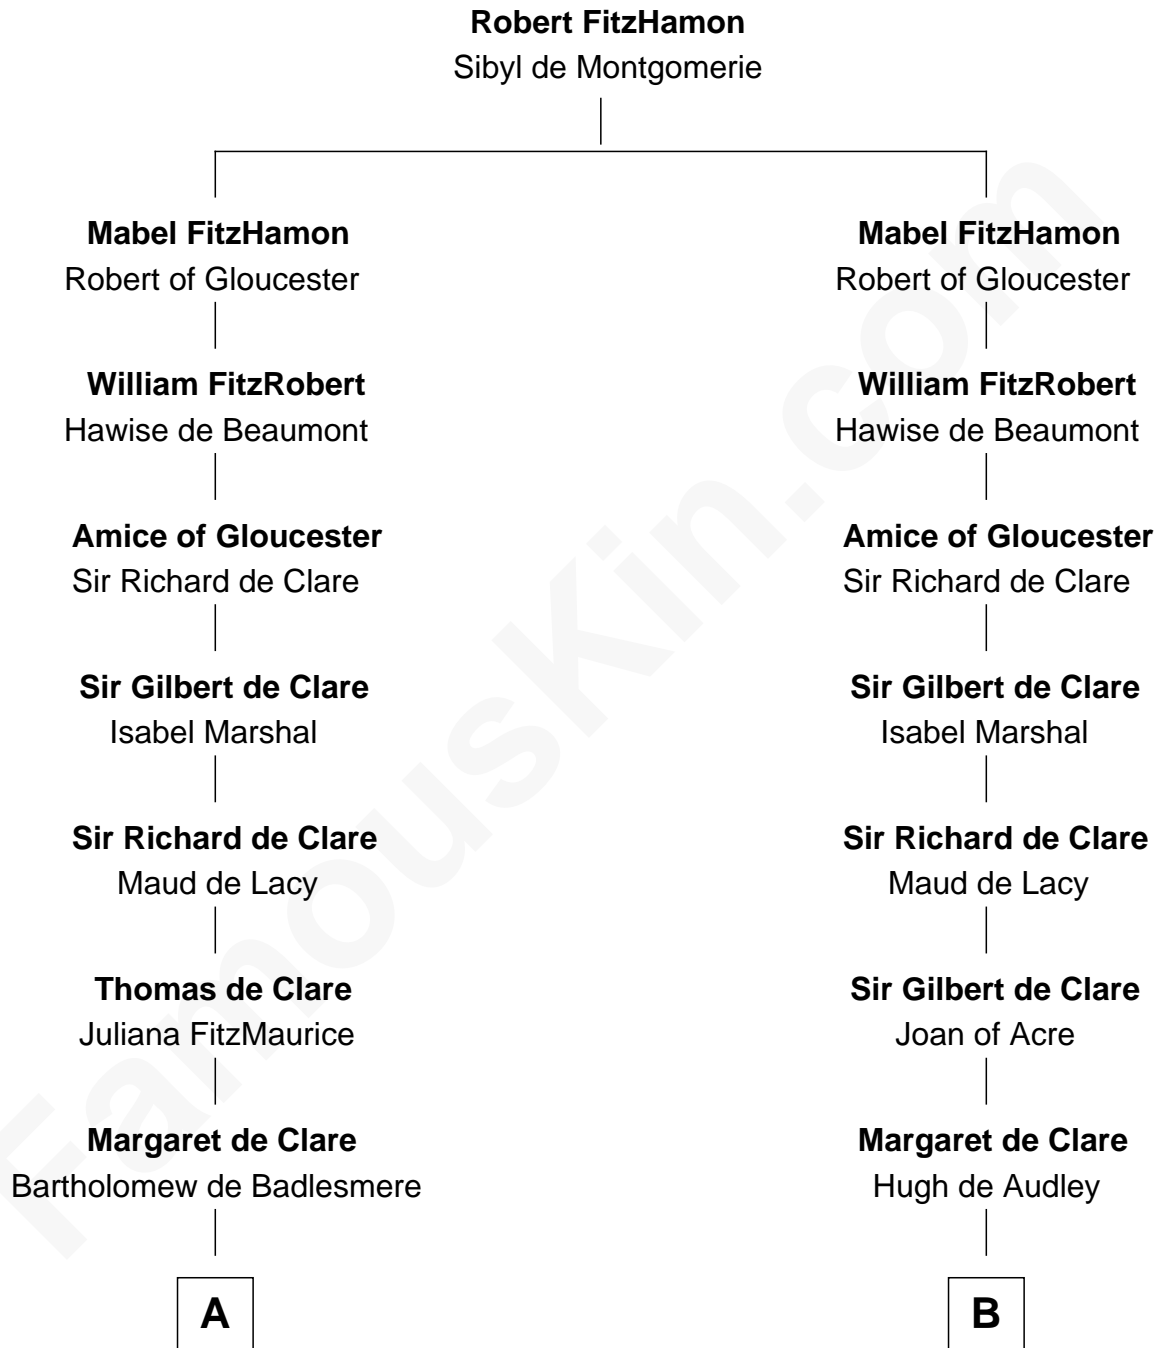 Robert FitzHamon
Sibyl de Montgomerie
Mabel FitzHamon
Robert of Gloucester
William FitzRobert
Hawise de Beaumont
Amice of Gloucester
Sir Richard de Clare
Sir Gilbert de Clare
Isabel Marshal
Sir Richard de Clare
Maud de Lacy
Thomas de Clare
Juliana FitzMaurice
Margaret de Clare
Bartholomew de Badlesmere
A
Mabel FitzHamon
Robert of Gloucester
William FitzRobert
Hawise de Beaumont
Amice of Gloucester
Sir Richard de Clare
Sir Gilbert de Clare
Isabel Marshal
Sir Richard de Clare
Maud de Lacy
Sir Gilbert de Clare
Joan of Acre
Margaret de Clare
Hugh de Audley
B
FamousKin.com